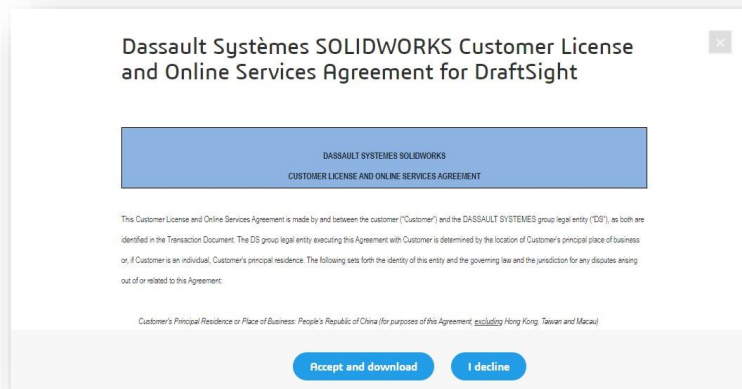 Dassault Systèmes SOLIDWORKS Customer License
and Online Services Agreement for DraftSight
DASSAULT SYSTEMES SOLIDWORKS
CUSTOMER LICENSE AND ONLINE SERVICES AGREEMENT
This Customer License and Online Services Agreement is made by and between the customer ("Customer") and the DASSAULT SYSTEMES group legal entity ("DS"), as both are
identified in the Transaction Document. The DS group legal entity executing this Agreement with Customer is determined by the location of Customer's principal place of business
or, if Customer is an individual, Customer's principal residence. The following sets forth the identity of this entity and the governing law and the jurisdiction for any disputes arising
out of or related to this Agreement:
Customer's Principal Residence or Place of Business: People's Republic of China (for purposes of this Agreement, excluding Hong Kong, Taiwan and Macau)
Accept and download
I decline